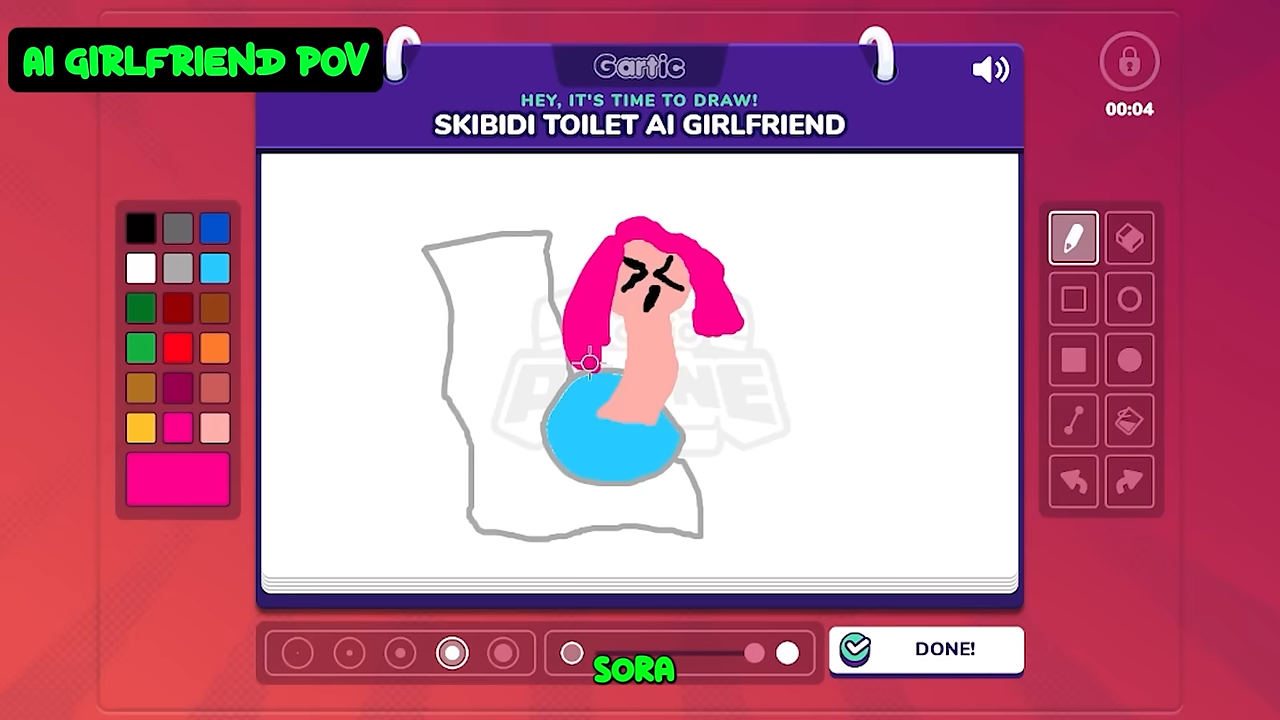 AI GIRLFRIEND POV
Gartic
HEY, IT'S TIME TO DRAW!
SKIBIDI TOILET AI GIRLFRIEND
00:04
DONE!
SORA